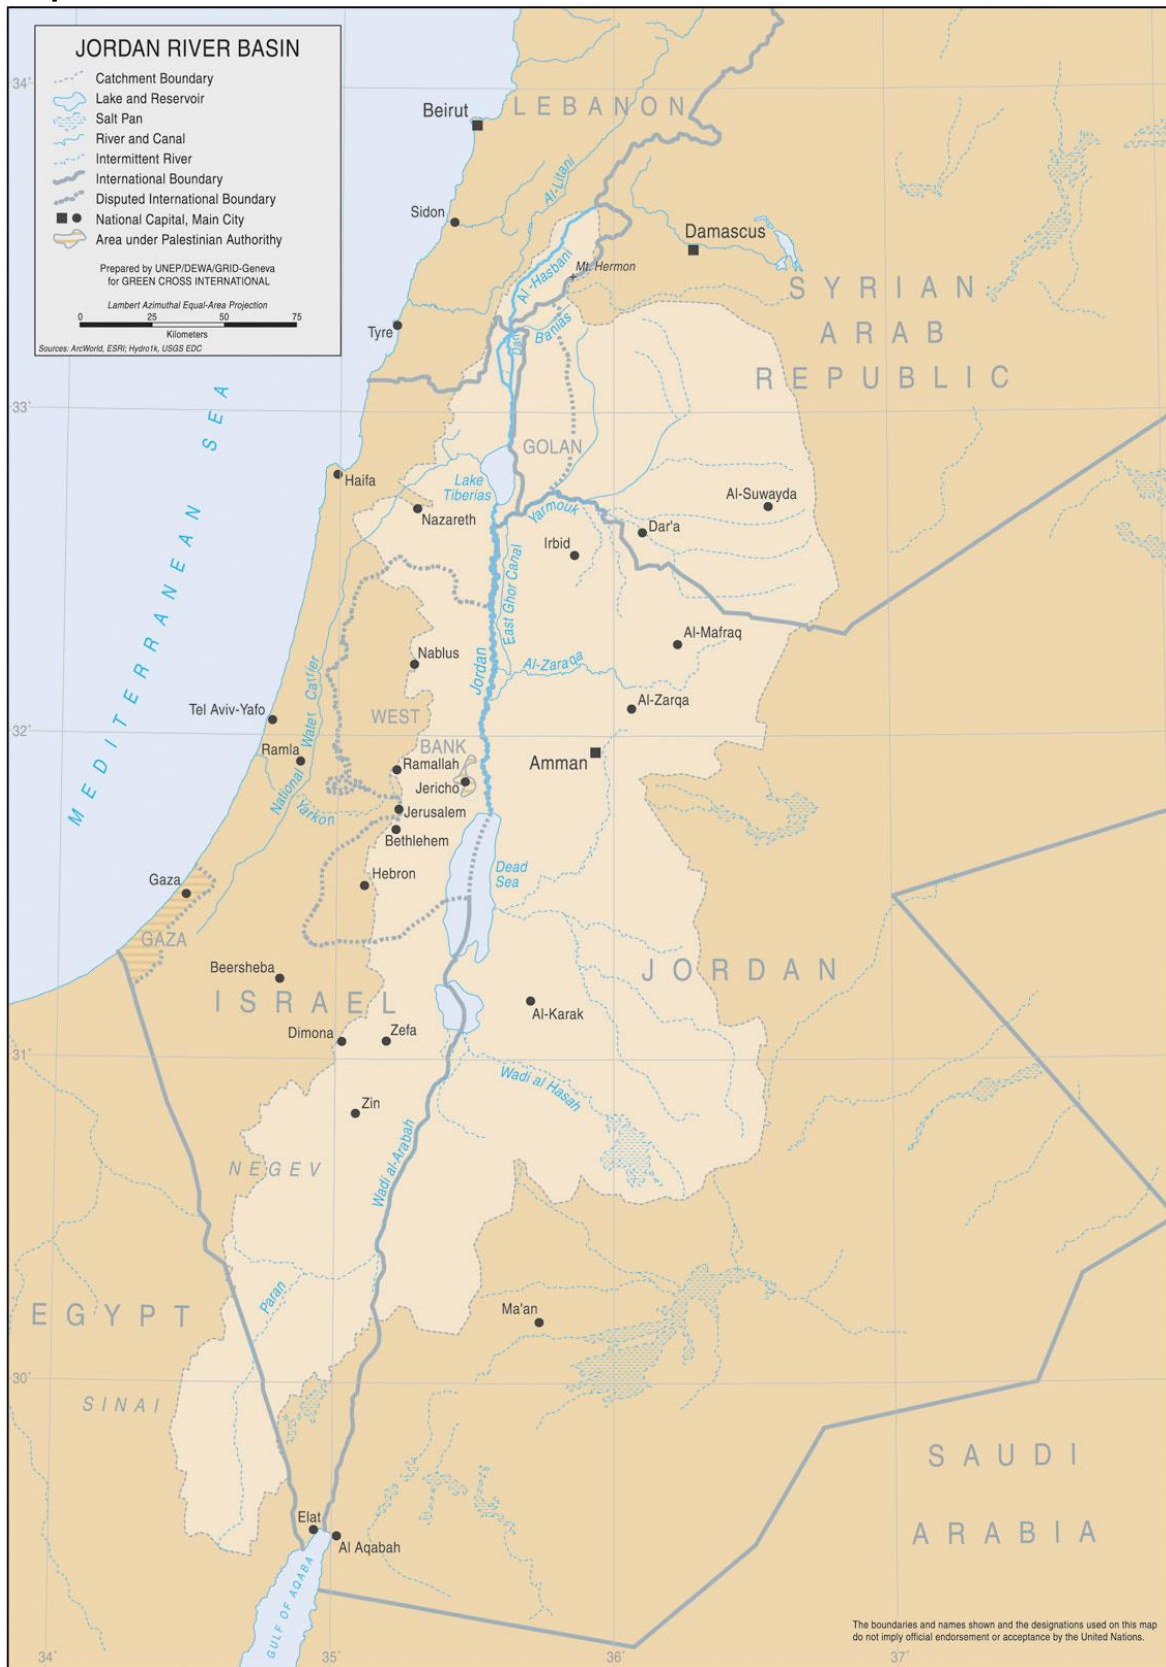 JORDAN RIVER BASIN
Catchment Boundary
Lake and Reservoir
Salt Pan
River and Canal
Intermittent River
International Boundary
Disputed International Boundary
National Capital, Main City
Area under Palestinian Authorithy
Prepared by UNEP/DEWA/GRID-Geneva
for GREEN CROSS INTERNATIONAL
Lambert Azimuthal Equal-Area Projection
0 25 50 75
Kilometers
Sources: ArcWorld, ESRI; Hydro1k, USGS EDC
34°
LEBANON
Beirut
Al-Litani
Sidon
Damascus
Mt. Hermon
Al-Hasbani
SYRIAN
ARAB
REPUBLIC
Tyre
Banias
Dan
33°
MEDITERRANEAN SEA
GOLAN
Haifa
Lake
Tiberias
Al-Suwayda
Nazareth
Yarmouk
Dar'a
Irbid
East Ghor Canal
Al-Mafraq
Nablus
Jordan
Al-Zaraqa
National Water Carrier
Al-Zarqa
Tel Aviv-Yafo
WEST
BANK
32°
Ramla
Ramallah
Amman
Jericho
Yarkon
Jerusalem
Bethlehem
Dead
Sea
Hebron
Gaza
GAZA
Beersheba
JORDAN
ISRAEL
Al-Karak
Dimona
Zefa
31°
Wadi al Hasah
Zin
Wadi al-Arabah
NEGEV
Paran
EGYPT
Ma'an
30°
SINAI
SAUDI
ARABIA
Elat
Al Aqabah
GULF OF AQABA
The boundaries and names shown and the designations used on this map
do not imply official endorsement or acceptance by the United Nations.
34°
35°
36°
37°